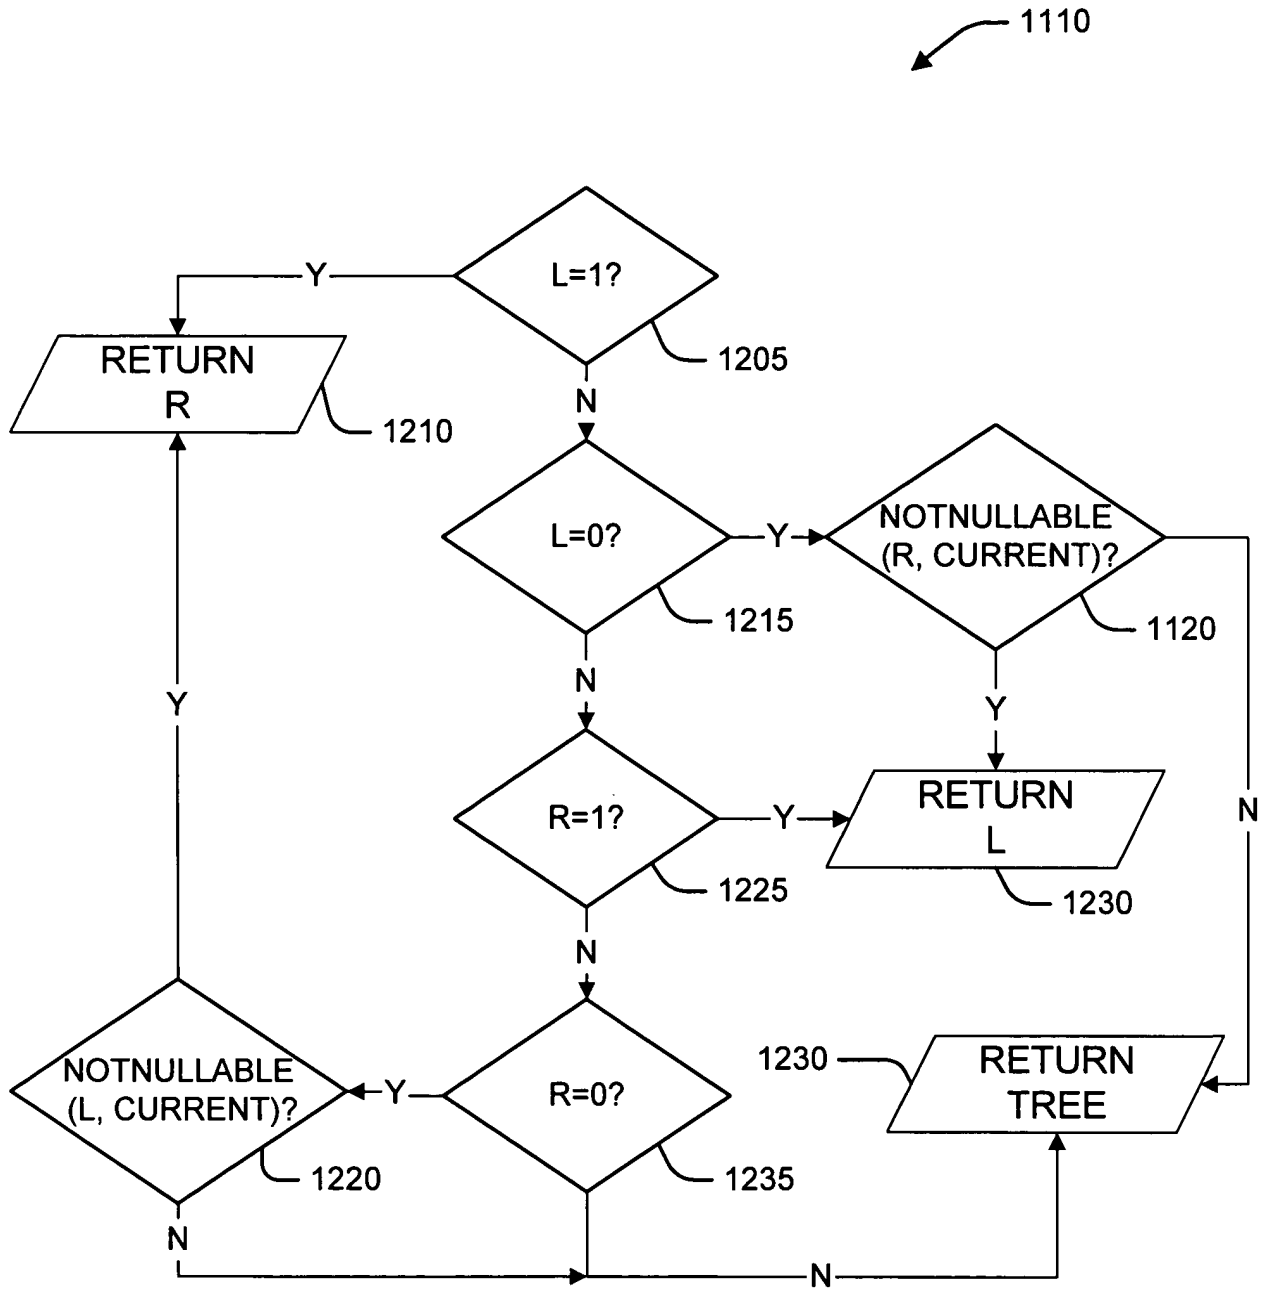 1110
L=1?
Y
1205
RETURN
R
1210
N
L=0?
Y
NOTNULLABLE
(R, CURRENT)?
1215
1120
N
Y
Y
R=1?
Y
RETURN
L
N
1225
1230
N
NOTNULLABLE
(L, CURRENT)?
Y
R=0?
1230
RETURN
TREE
1220
1235
N
N